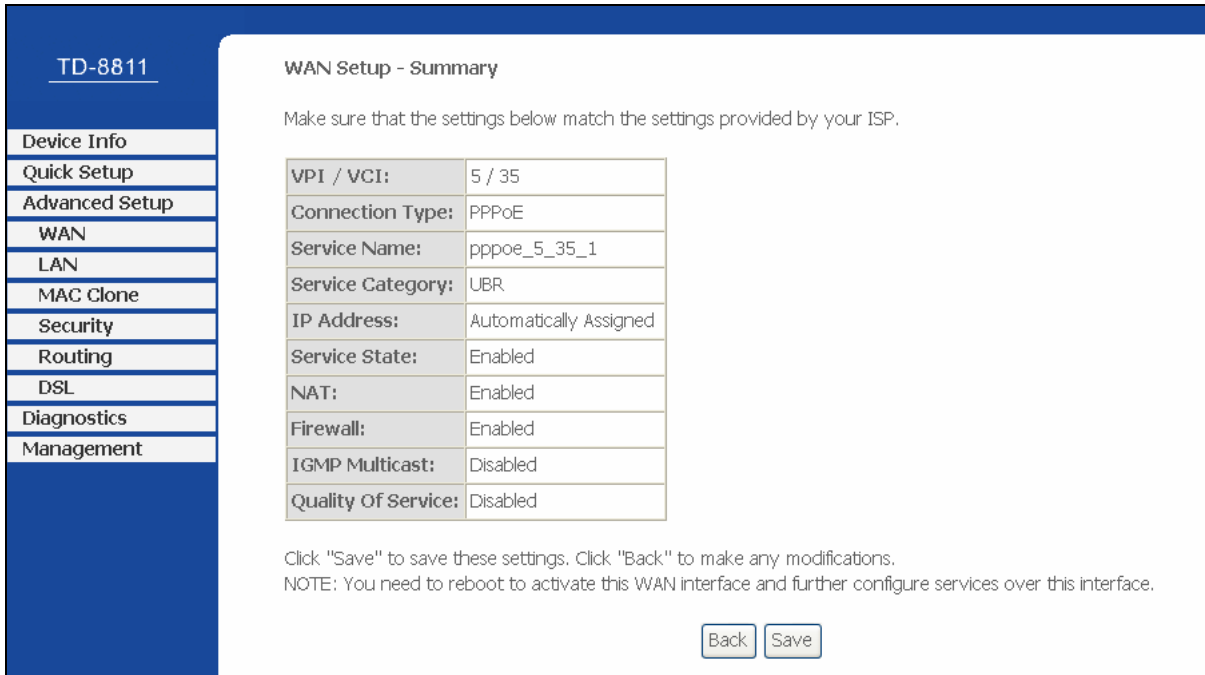 TD-8811
Device Info
Quick Setup
Advanced Setup
WAN
LAN
MAC Clone
Security
Routing
DSL
Diagnostics
Management
WAN Setup - Summary
Make sure that the settings below match the settings provided by your ISP.
VPI / VCI: 5 / 35
Connection Type: PPPoE
Service Name: pppoe_5_35_1
Service Category: UBR
IP Address: Automatically Assigned
Service State: Enabled
NAT: Enabled
Firewall: Enabled
IGMP Multicast: Disabled
Quality Of Service: Disabled
Click "Save" to save these settings. Click "Back" to make any modifications.
NOTE: You need to reboot to activate this WAN interface and further configure services over this interface.
Back Save